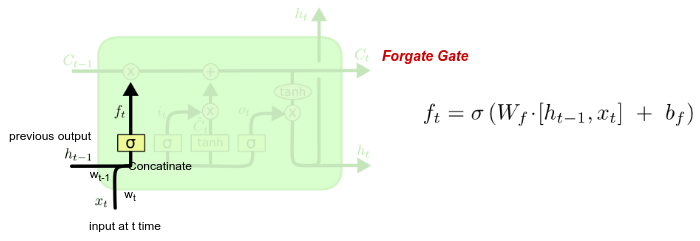 h_t
C_{t-1}
C_t
Forgate Gate
x
i
tanh
f_t
i_t
x
o_t
x
C̃_t
f_t = σ (W_f·[h_{t-1}, x_t] + b_f)
previous output
σ
σ
tanh
σ
h_{t-1}
Concatinate
h_t
w_{t-1}
w_t
x_t
input at t time